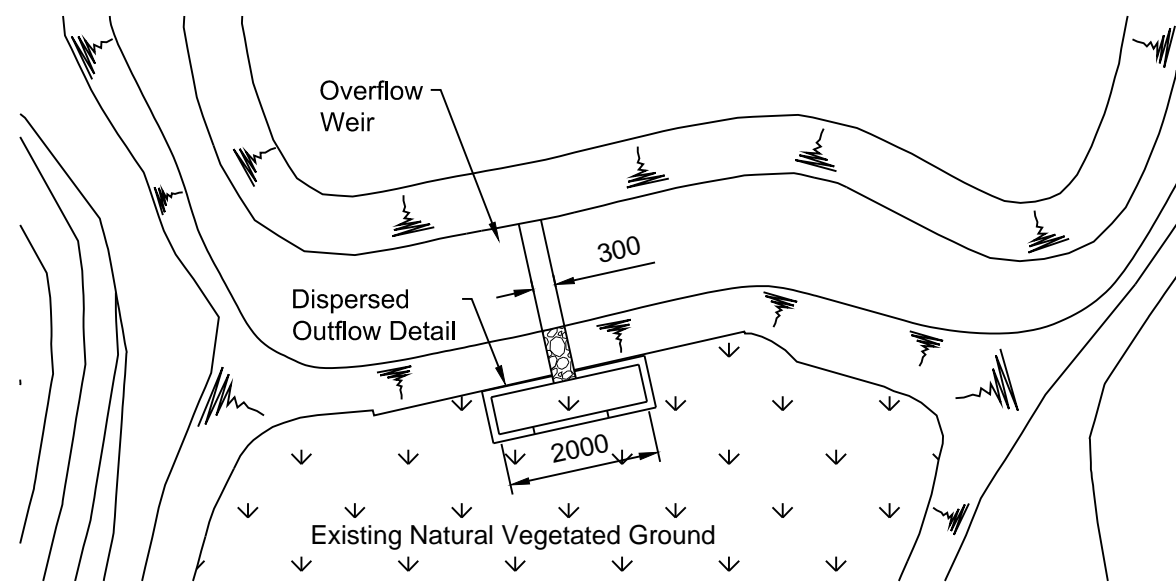 Overflow
Weir
300
Dispersed
Outflow Detail
2000
Existing Natural Vegetated Ground